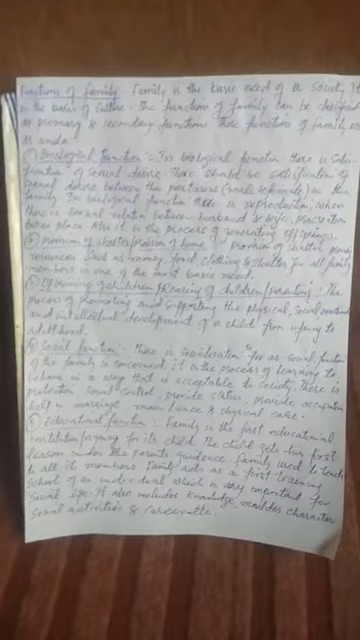 Functions of Family: Family is the basic need of a society. It
is the basis of culture. The functions of family can be classified
as primary & secondary functions. These functions of family are
as under
① Biological function:- In biological function there is satis-
faction of sexual desire. There should be satisfaction of
sexual desire between the partners (male & female) in the
family. In biological function there is reproduction, when
there is sexual relation between husband & wife, procreation
takes place. Also it is the process of generating offsprings.
② provision of shelter/provision of home:- provision of shelter,
resources such as money, food, clothing & shelter for all family
members is one of the most basic need.
③ Upbringing of children/Rearing of children/parenting:- The
process of promoting and supporting the physical, social, emotional
and intellectual development of a child from infancy to
adulthood.
④ Social function:- There is socialisation for as social function
of the family is concerned. It is the process of learning to
behave in a way that is acceptable to society. There is
protection, social control, provide status, provide occupation
help in marriage, maintenance & physical care.
⑤ Educational function:- Family is the first educational
institution/agency for its child. The child gets his first
lesson under the parents guidence. Family used to teach
to all it members. Family acts as a first training
school of an individual which is very important for
social life. It also includes knowledge, moddes character
social activities &